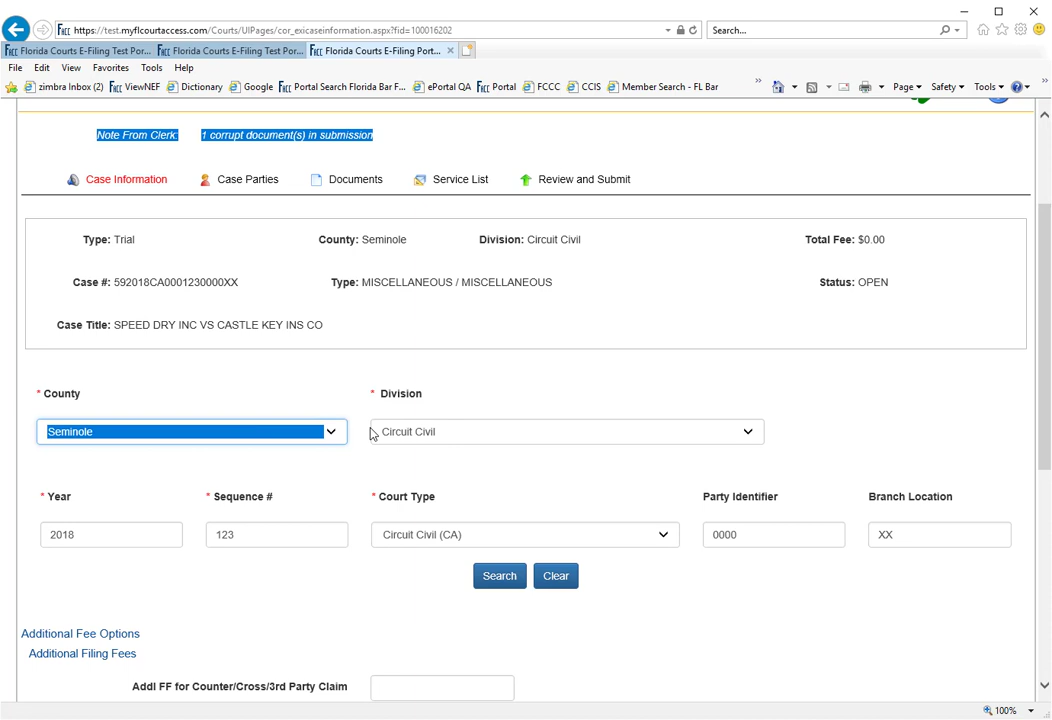 https://test.myflcourtaccess.com/Courts/UIPages/cor_exicaseinformation.aspx?fid=100016202
Search...
Florida Courts E-Filing Test Por... Florida Courts E-Filing Test Por... Florida Courts E-Filing Port...
File Edit View Favorites Tools Help
zimbra Inbox (2) ViewNEF Dictionary Google Portal Search Florida Bar F... ePortal QA Portal FCCC CCIS Member Search - FL Bar Page Safety Tools
Note From Clerk: 1 corrupt document(s) in submission
Case Information Case Parties Documents Service List Review and Submit
Type: Trial County: Seminole Division: Circuit Civil Total Fee: $0.00
Case #: 592018CA0001230000XX Type: MISCELLANEOUS / MISCELLANEOUS Status: OPEN
Case Title: SPEED DRY INC VS CASTLE KEY INS CO
* County * Division
Seminole Circuit Civil
* Year * Sequence # * Court Type Party Identifier Branch Location
2018 123 Circuit Civil (CA) 0000 XX
Search Clear
Additional Fee Options
Additional Filing Fees
Addl FF for Counter/Cross/3rd Party Claim
100%